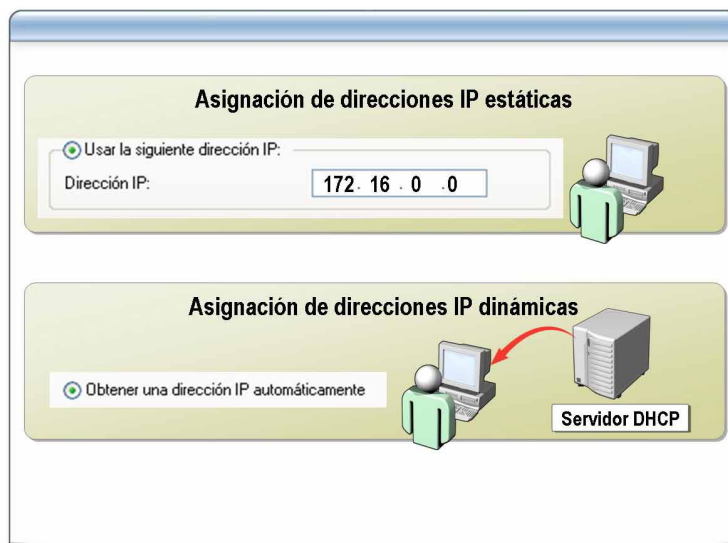 Asignación de direcciones IP estáticas
Usar la siguiente dirección IP:
Dirección IP: 172. 16 . 0 .0
Asignación de direcciones IP dinámicas
Obtener una dirección IP automáticamente
Servidor DHCP